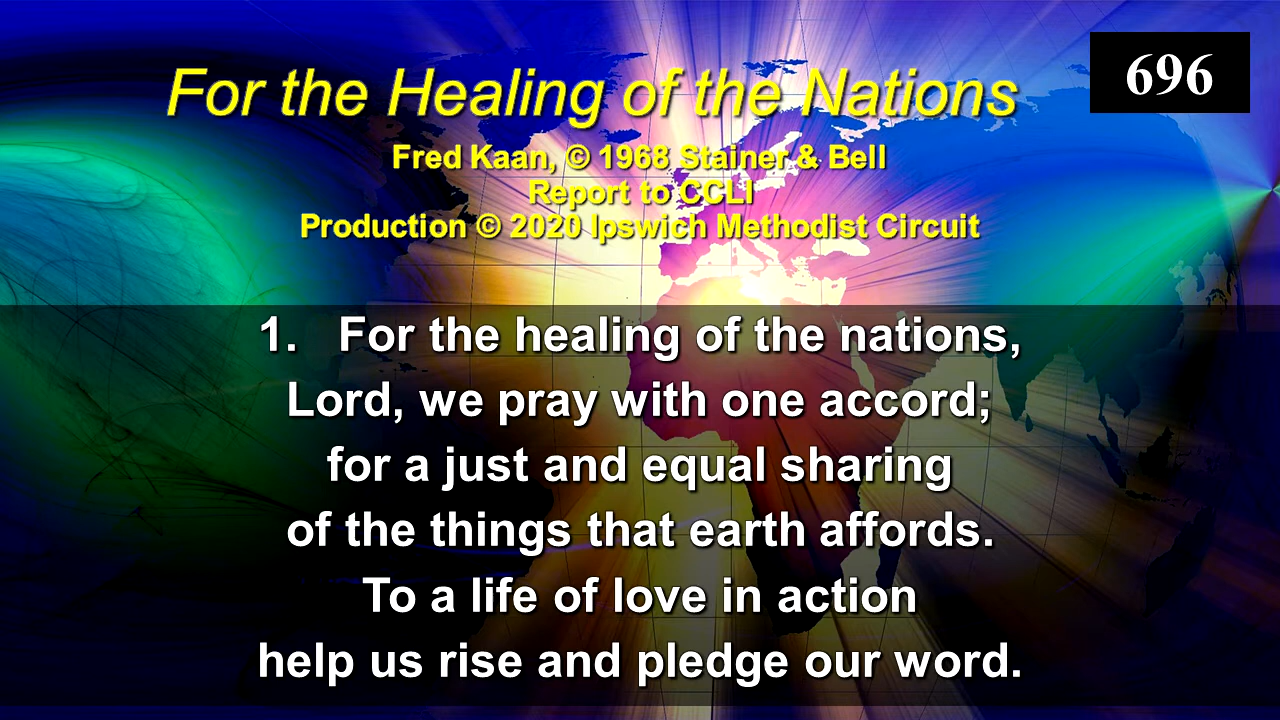 For the Healing of the Nations
696
Fred Kaan, © 1968 Stainer & Bell
Report to CCLI
Production © 2020 Ipswich Methodist Circuit
1. For the healing of the nations,
Lord, we pray with one accord;
for a just and equal sharing
of the things that earth affords.
To a life of love in action
help us rise and pledge our word.